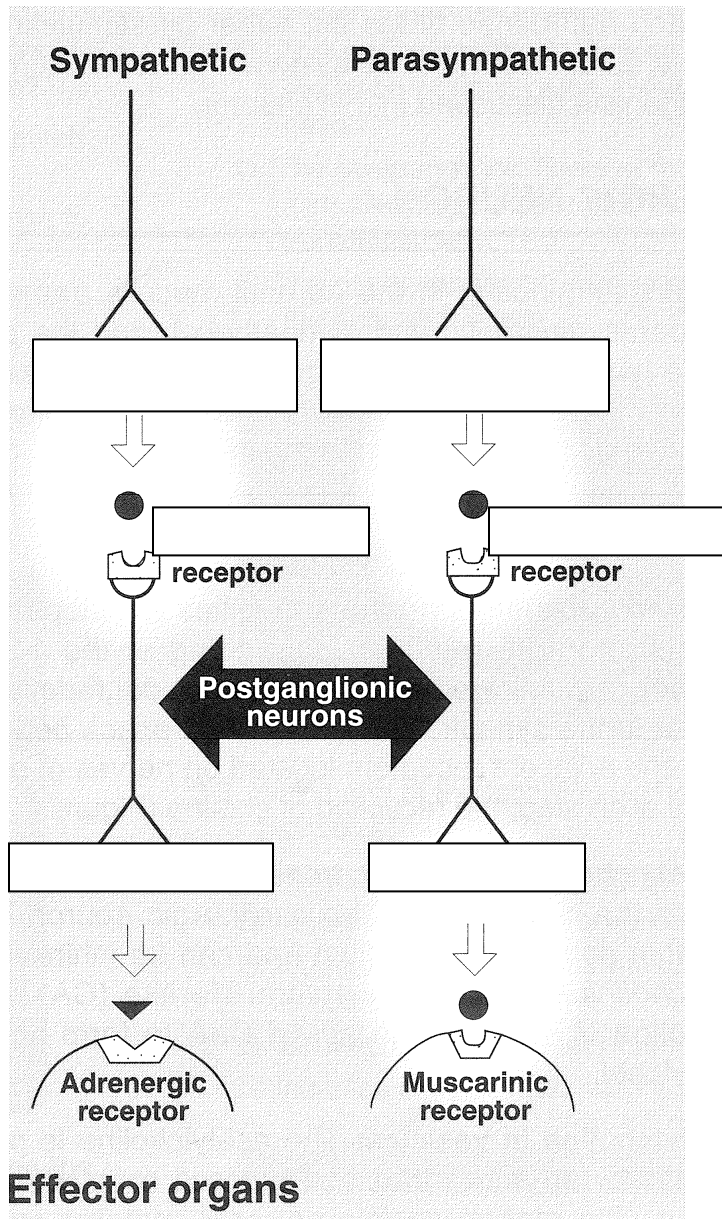 Sympathetic Parasympathetic
receptor receptor
Postganglionic
neurons
Adrenergic
receptor
Muscarinic
receptor
Effector organs